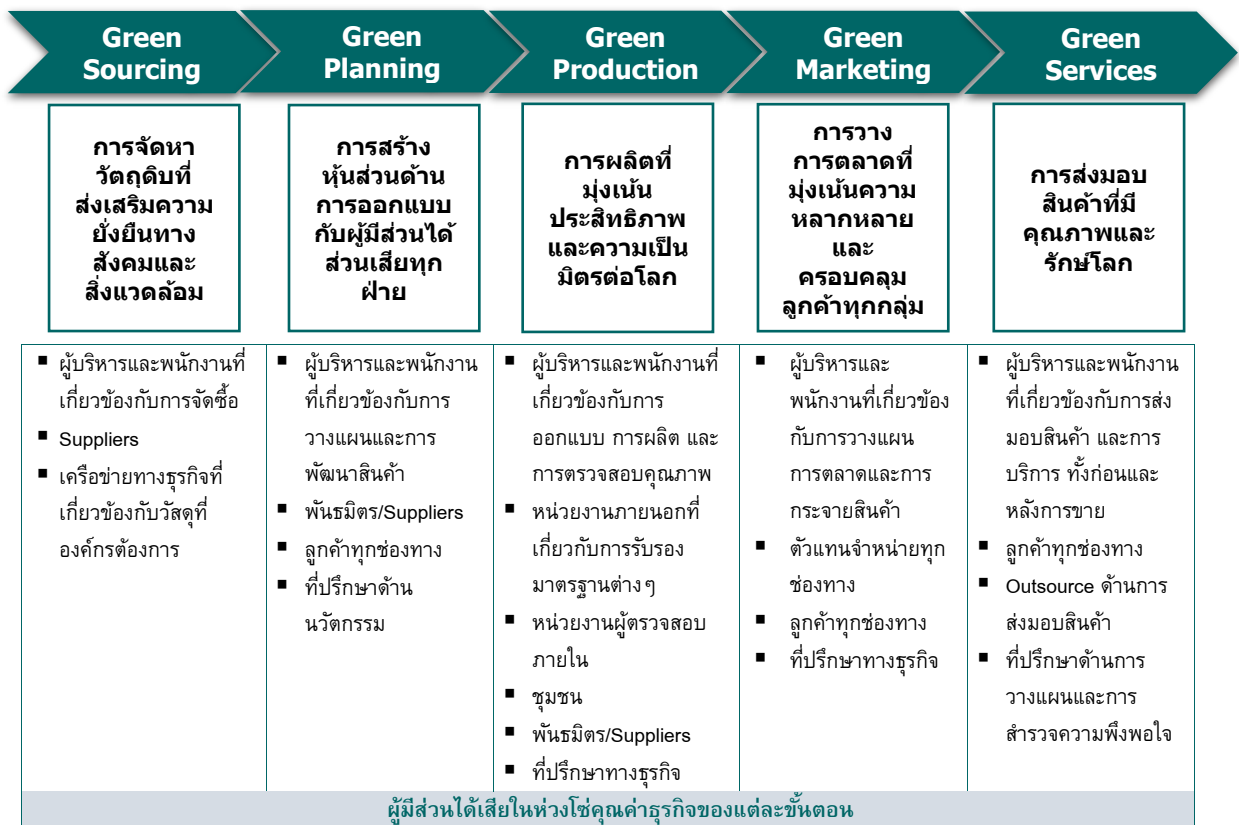 Green
Sourcing
Green
Planning
Green
Production
Green
Marketing
Green
Services
การจัดหา
วัตถุดิบที่
ส่งเสริมความ
ยั่งยืนทาง
สังคมและ
สิ่งแวดล้อม
การสร้าง
หุ้นส่วนด้าน
การออกแบบ
กับผู้มีส่วนได้
ส่วนเสียทุก
ฝ่าย
การผลิตที่
มุ่งเน้น
ประสิทธิภาพ
และความเป็น
มิตรต่อโลก
การวาง
การตลาดที่
มุ่งเน้นความ
หลากหลาย
และ
ครอบคลุม
ลูกค้าทุกกลุ่ม
การส่งมอบ
สินค้าที่มี
คุณภาพและ
รักษ์โลก
▪ ผู้บริหารและพนักงานที่
เกี่ยวข้องกับการจัดซื้อ
▪ Suppliers
▪ เครือข่ายทางธุรกิจที่
เกี่ยวข้องกับวัสดุที่
องค์กรต้องการ
▪ ผู้บริหารและพนักงาน
ที่เกี่ยวข้องกับการ
วางแผนและการ
พัฒนาสินค้า
▪ พันธมิตร/Suppliers
▪ ลูกค้าทุกช่องทาง
▪ ที่ปรึกษาด้าน
นวัตกรรม
▪ ผู้บริหารและพนักงานที่
เกี่ยวข้องกับการ
ออกแบบ การผลิต และ
การตรวจสอบคุณภาพ
▪ หน่วยงานภายนอกที่
เกี่ยวกับการรับรอง
มาตรฐานต่างๆ
▪ หน่วยงานผู้ตรวจสอบ
ภายใน
▪ ชุมชน
▪ พันธมิตร/Suppliers
▪ ที่ปรึกษาทางธุรกิจ
▪ ผู้บริหารและ
พนักงานที่เกี่ยวข้อง
กับการวางแผน
การตลาดและการ
กระจายสินค้า
▪ ตัวแทนจำหน่ายทุก
ช่องทาง
▪ ลูกค้าทุกช่องทาง
▪ ที่ปรึกษาทางธุรกิจ
▪ ผู้บริหารและพนักงาน
ที่เกี่ยวข้องกับการส่ง
มอบสินค้า และการ
บริการ ทั้งก่อนและ
หลังการขาย
▪ ลูกค้าทุกช่องทาง
▪ Outsource ด้านการ
ส่งมอบสินค้า
▪ ที่ปรึกษาด้านการ
วางแผนและการ
สำรวจความพึงพอใจ
ผู้มีส่วนได้เสียในห่วงโซ่คุณค่าธุรกิจของแต่ละขั้นตอน